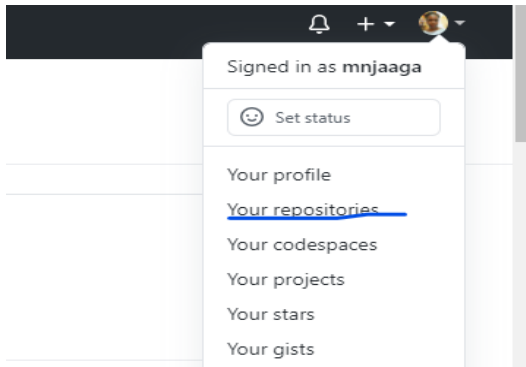 Signed in as mnjaaga
Set status
Your profile
Your repositories
Your codespaces
Your projects
Your stars
Your gists